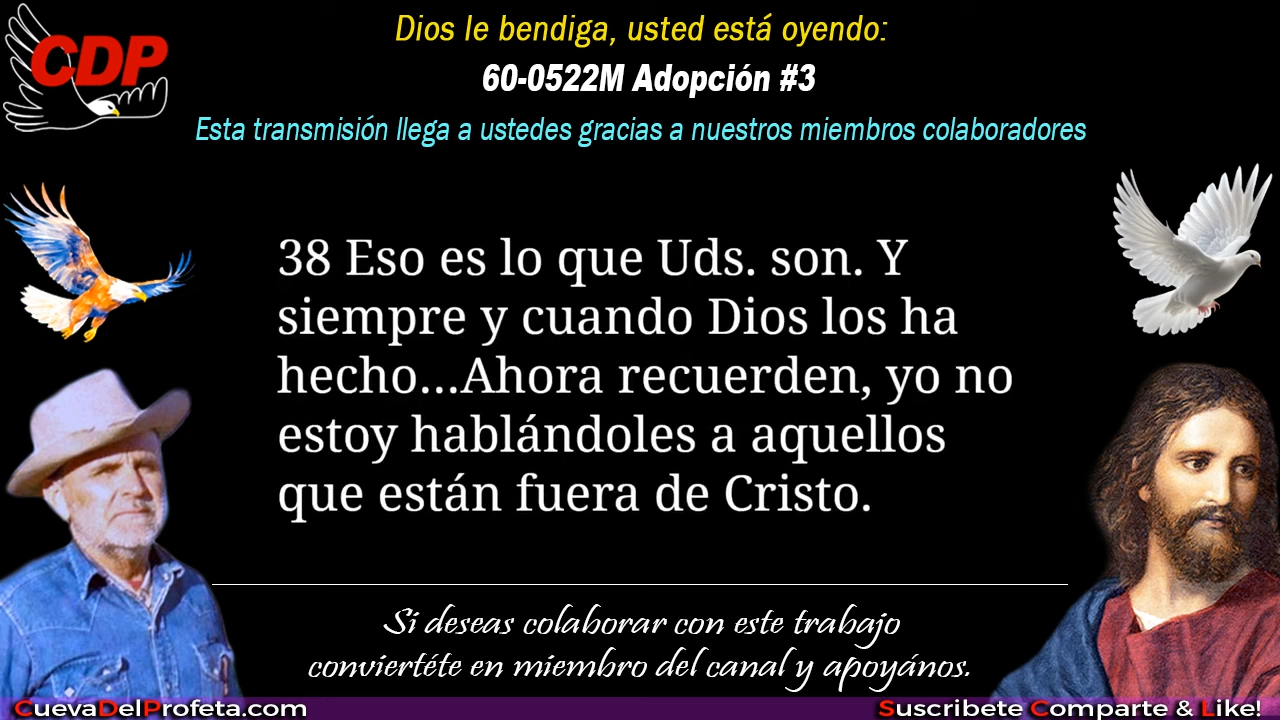 CDP
Dios le bendiga, usted está oyendo:
60-0522M Adopción #3
Esta transmisión llega a ustedes gracias a nuestros miembros colaboradores
38 Eso es lo que Uds. son. Y
siempre y cuando Dios los ha
hecho...Ahora recuerden, yo no
estoy hablándoles a aquellos
que están fuera de Cristo.
Si deseas colaborar con este trabajo
conviertéte en miembro del canal y apoyános.
CuevaDelProfeta.com
Suscribete Comparte & Like!